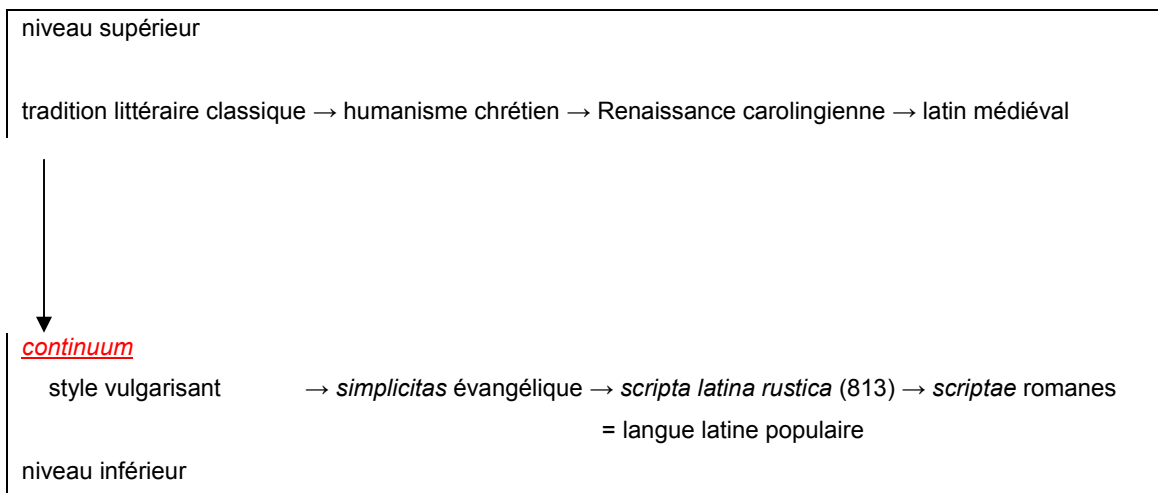 niveau supérieur
tradition littéraire classique → humanisme chrétien → Renaissance carolingienne → latin médiéval
continuum
style vulgarisant → simplicitas évangélique → scripta latina rustica (813) → scriptae romanes
= langue latine populaire
niveau inférieur